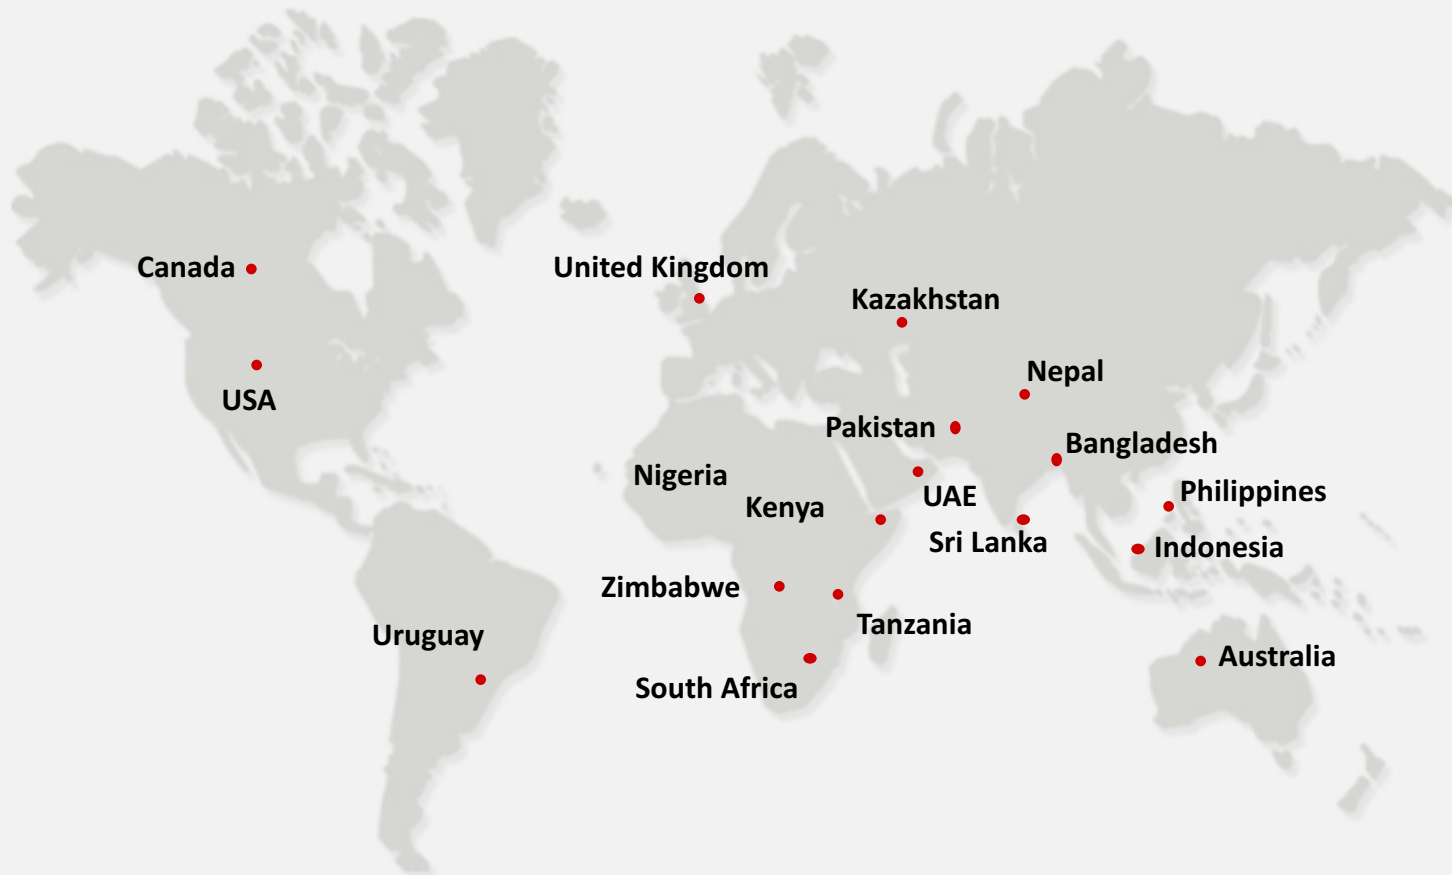 Canada
United Kingdom
Kazakhstan
USA
Nepal
Pakistan
Bangladesh
Nigeria
UAE
Philippines
Kenya
Sri Lanka
Indonesia
Zimbabwe
Tanzania
Uruguay
Australia
South Africa